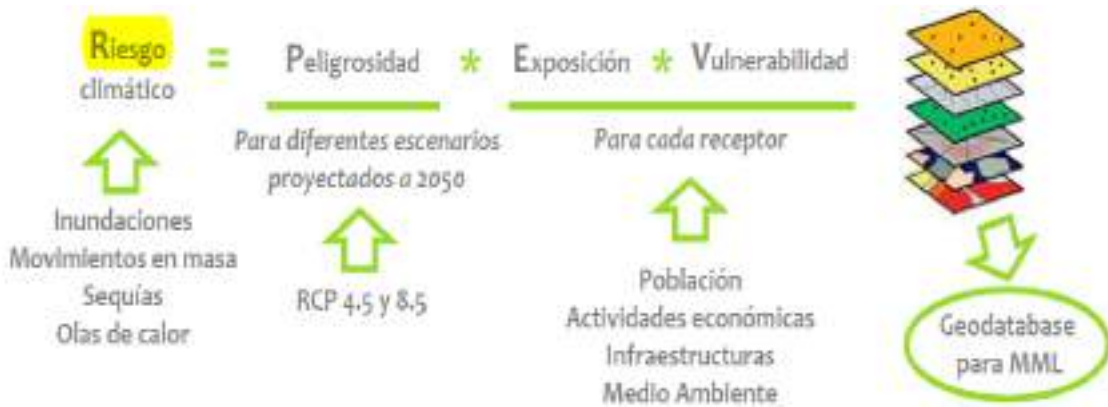 Riesgo
climático
=
Peligrosidad * Exposición * Vulnerabilidad
Para diferentes escenarios
proyectados a 2050
Para cada receptor
Inundaciones
Movimientos en masa
Sequías
Olas de calor
RCP 4.5 y 8.5
Población
Actividades económicas
Infraestructuras
Medio Ambiente
Geodatabase
para MML